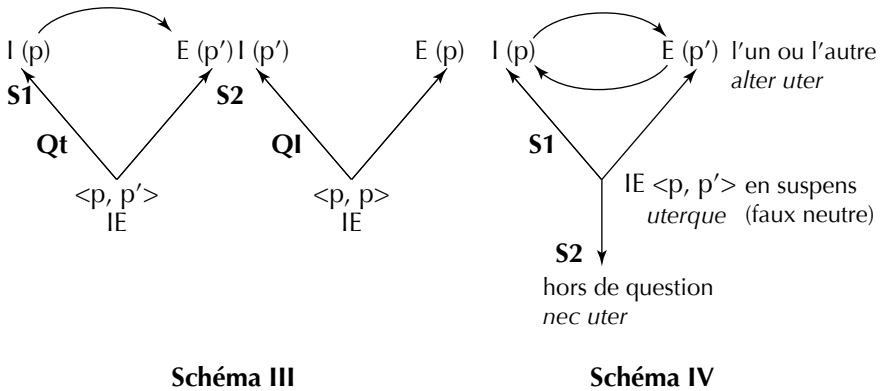 I (p) E (p′) I (p′) E (p) I (p) E (p′) l'un ou l'autre
alter uter
S1 S2
Qt Ql S1
<p, p′> <p, p> IE <p, p′> en suspens
IE IE uterque (faux neutre)
S2
hors de question
nec uter
Schéma III Schéma IV